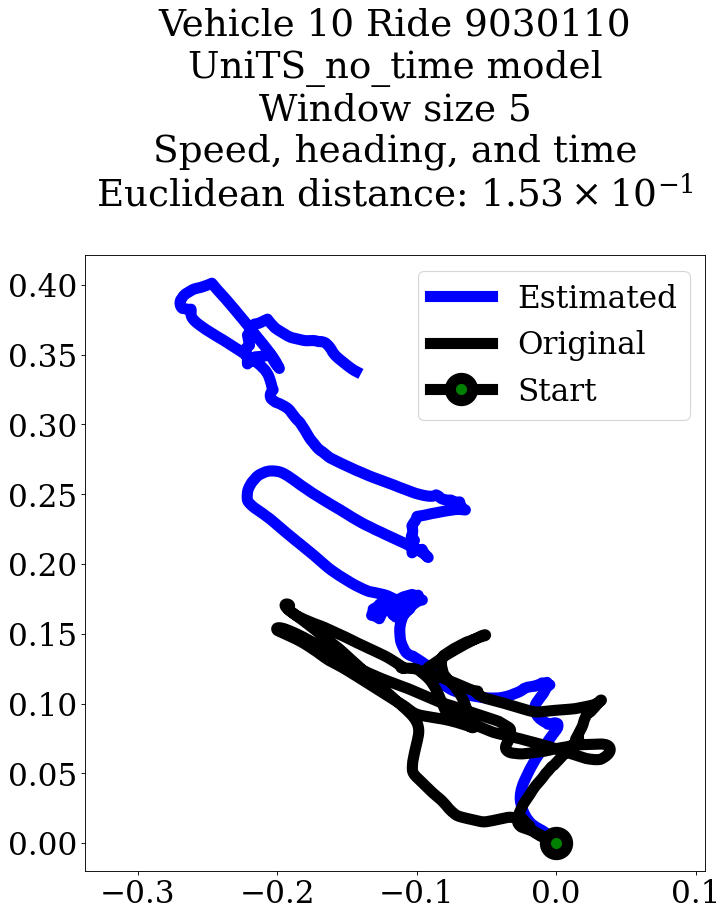 Vehicle 10 Ride 9030110
UniTS_no_time model
Window size 5
Speed, heading, and time
Euclidean distance: 1.53 × 10⁻¹
Estimated
Original
Start
0.40
0.35
0.30
0.25
0.20
0.15
0.10
0.05
0.00
−0.3 −0.2 −0.1 0.0 0.1